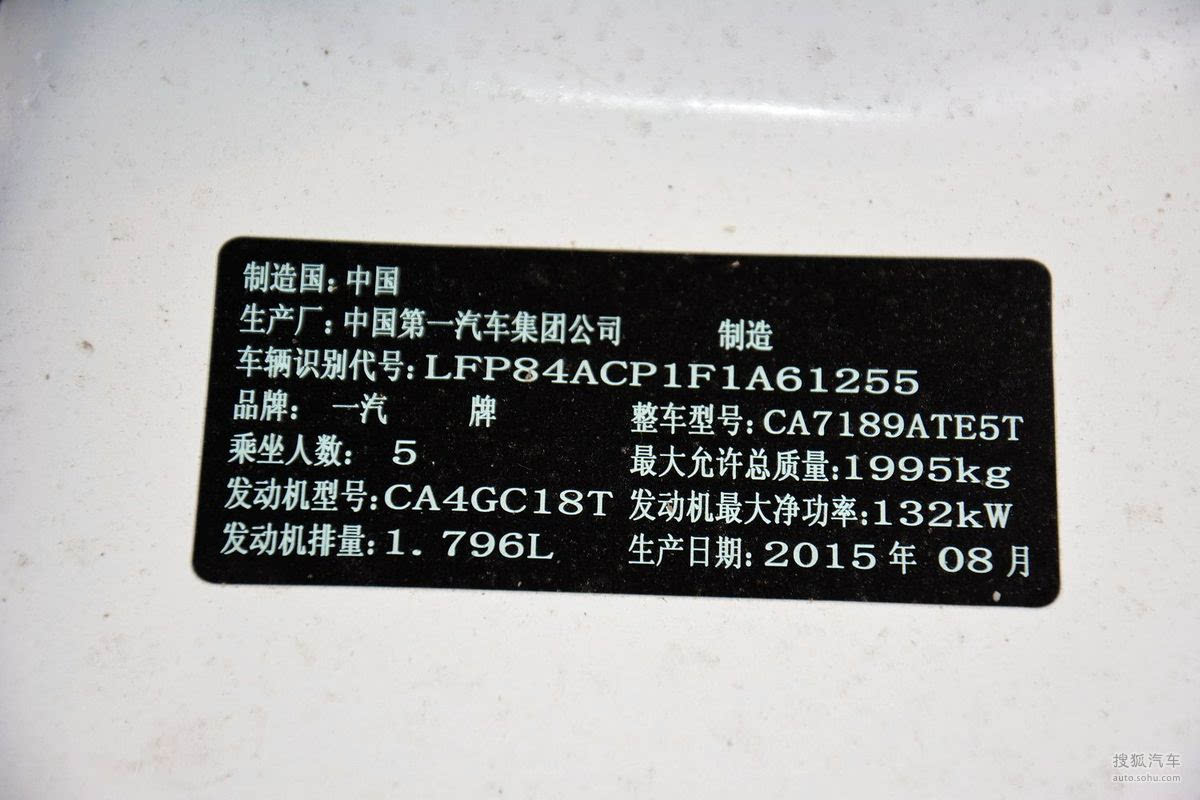 制造国:中国
生产厂:中国第一汽车集团公司 制造
车辆识别代号:LFP84ACP1F1A61255
品牌: 一汽 牌 整车型号:CA7189ATE5T
乘坐人数: 5 最大允许总质量:1995kg
发动机型号:CA4GC18T 发动机最大净功率:132kW
发动机排量:1.796L 生产日期:2015年 08月
搜狐汽车
auto.sohu.com